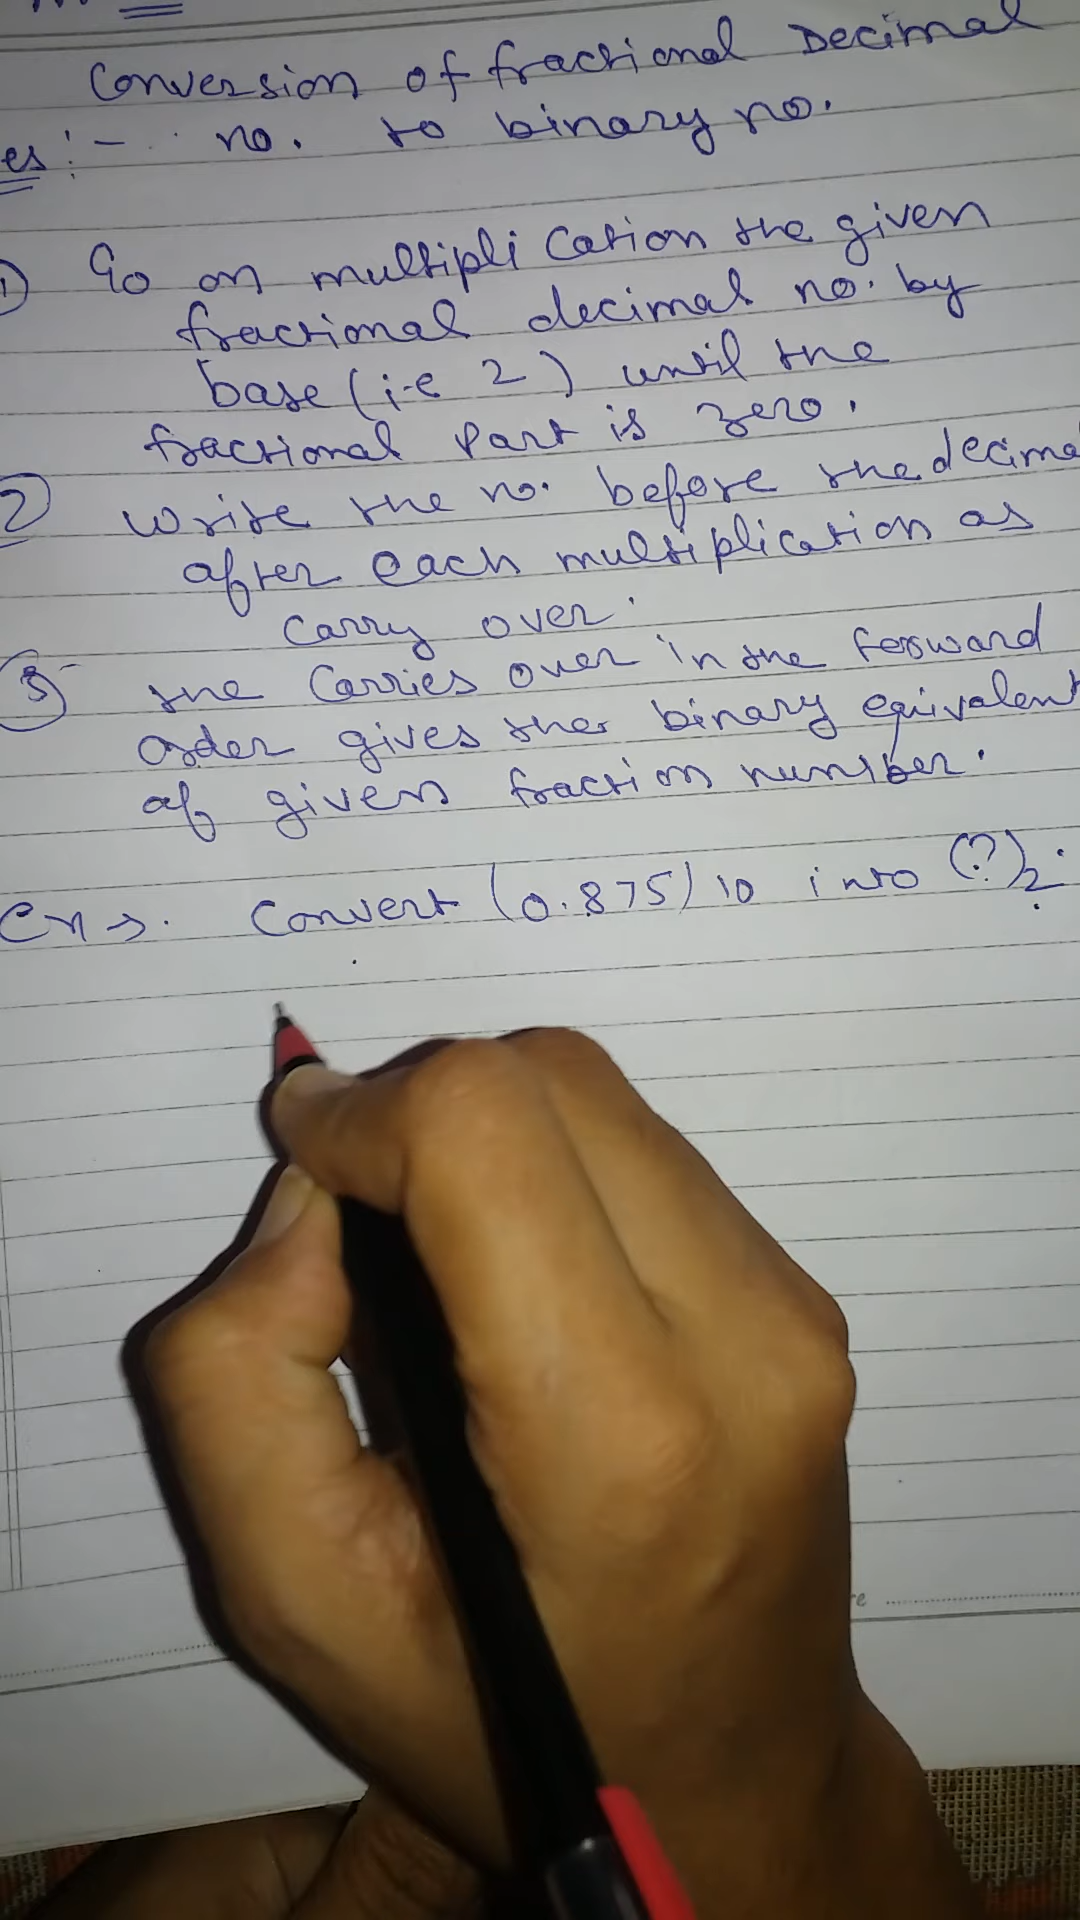 Conversion of fractional Decimal
es :- no. to binary no.
1) Go on multipli cation the given
fractional decimal no. by
base (i-e 2) until the
fractional Part is zero.
2 write the no. before the decima
after each multiplication as
carry over.
3 the Carries over in the forward
order gives the binary equivalent
of given fraction number.
Ex→. Convert (0.875)10 into (?)2.